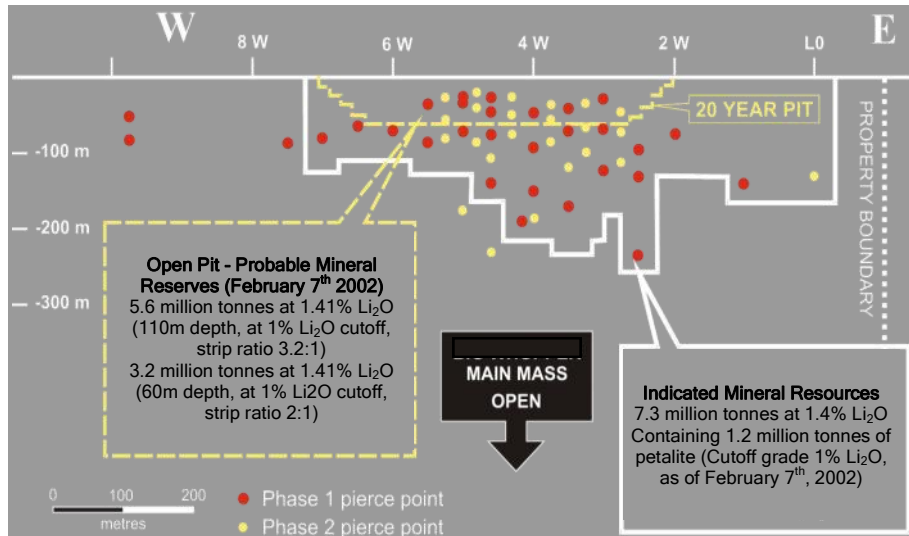 W
E
8 W
6 W
4 W
2 W
L0
20 YEAR PIT
-100 m
-200 m
-300 m
PROPERTY BOUNDARY
Open Pit - Probable Mineral
Reserves (February 7th 2002)
5.6 million tonnes at 1.41% Li2O
(110m depth, at 1% Li2O cutoff,
strip ratio 3.2:1)
3.2 million tonnes at 1.41% Li2O
(60m depth, at 1% Li2O cutoff,
strip ratio 2:1)
MAIN MASS
OPEN
Indicated Mineral Resources
7.3 million tonnes at 1.4% Li2O
Containing 1.2 million tonnes of
petalite (Cutoff grade 1% Li2O,
as of February 7th, 2002)
0 100 200
metres
Phase 1 pierce point
Phase 2 pierce point